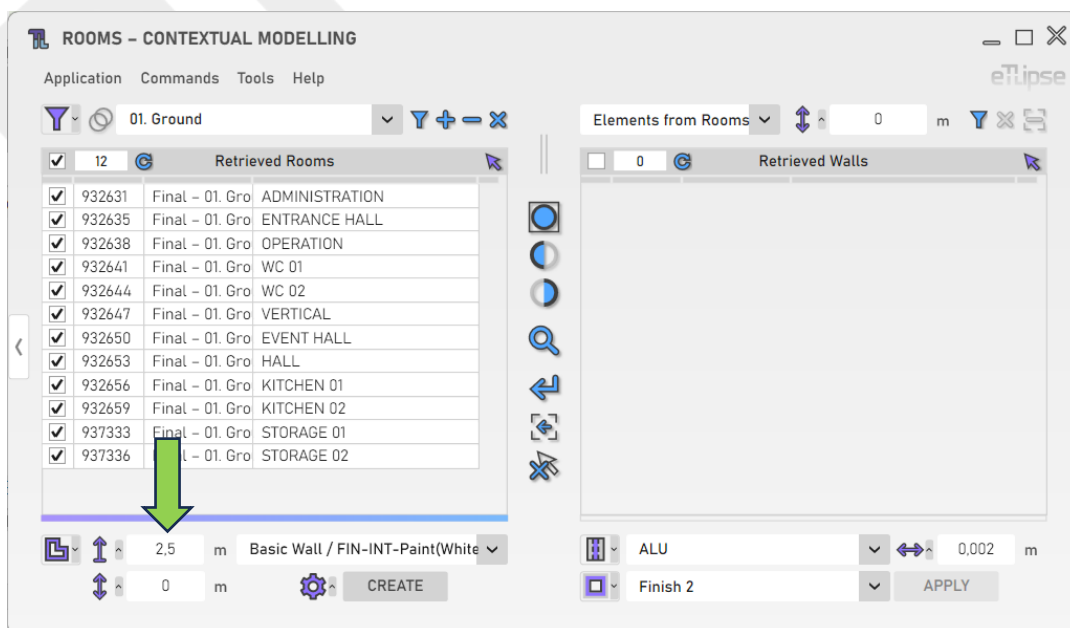 ROOMS – CONTEXTUAL MODELLING
Application Commands Tools Help
eTLipse
01. Ground
Elements from Rooms 0 m
12 Retrieved Rooms
0 Retrieved Walls
932631 Final – 01. Gro ADMINISTRATION
932635 Final – 01. Gro ENTRANCE HALL
932638 Final – 01. Gro OPERATION
932641 Final – 01. Gro WC 01
932644 Final – 01. Gro WC 02
932647 Final – 01. Gro VERTICAL
932650 Final – 01. Gro EVENT HALL
932653 Final – 01. Gro HALL
932656 Final – 01. Gro KITCHEN 01
932659 Final – 01. Gro KITCHEN 02
937333 Final – 01. Gro STORAGE 01
937336 l – 01. Gro STORAGE 02
2,5 m Basic Wall / FIN-INT-Paint(White
ALU 0,002 m
0 m CREATE
Finish 2 APPLY